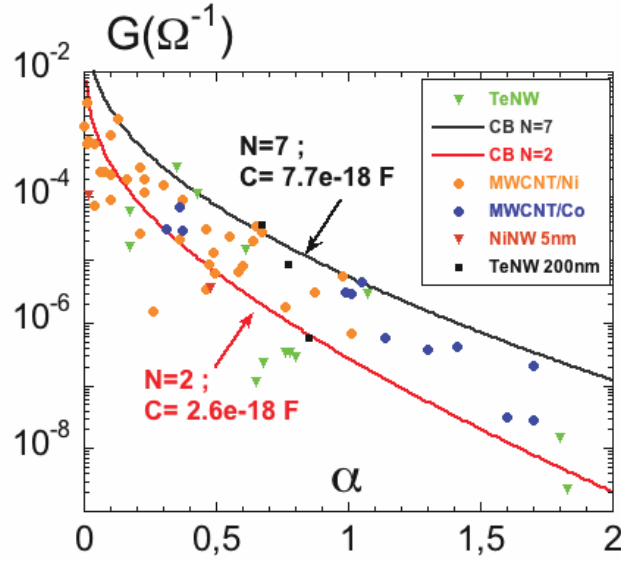 G(Ω⁻¹)
10⁻²
10⁻⁴
10⁻⁶
10⁻⁸
TeNW
CB N=7
CB N=2
MWCNT/Ni
MWCNT/Co
NiNW 5nm
TeNW 200nm
N=7 ;
C= 7.7e-18 F
N=2 ;
C= 2.6e-18 F
α
0 0,5 1 1,5 2